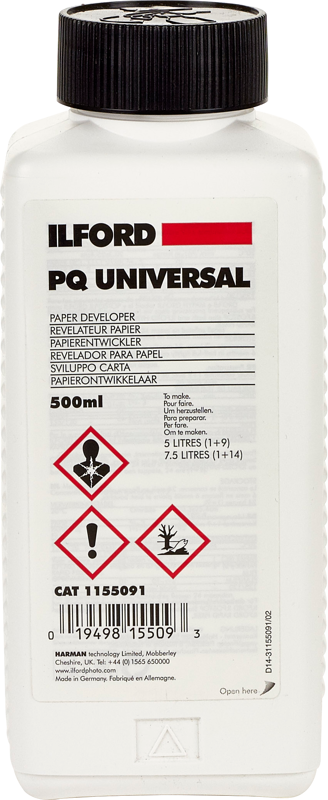 ILFORD
PQ UNIVERSAL
PAPER DEVELOPER
REVELATEUR PAPIER
PAPIERENTWICKLER
REVELADOR PARA PAPEL
SVILUPPO CARTA
PAPIERONTWIKKELAAR
500ml
To make.
Pour faire.
Um herzustellen.
Para preparar.
Per fare.
Om te maken.
5 LITRES (1+9)
7.5 LITRES (1+14)
CAT 1155091
0 19498 15509 3
HARMAN technology Limited, Mobberley
Cheshire, UK. Tel: +44 (0) 1565 650000
www.ilfordphoto.com
Made in Germany. Fabriqué en Allemagne.
Open here
D14-31155091/02